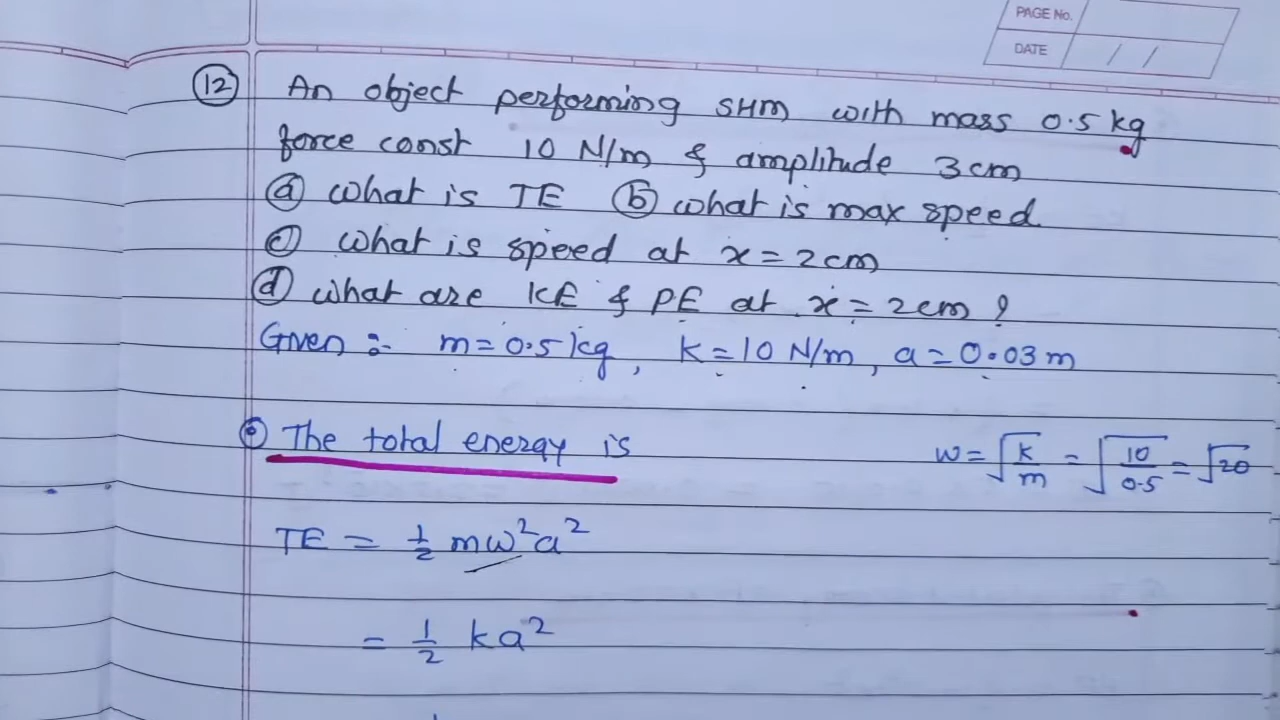 PAGE No.
DATE / /
12 An object performing SHM with mass 0.5 kg
force const 10 N/m & amplitude 3 cm
a What is TE b what is max speed
c what is speed at x = 2 cm
d what are KE & PE at x = 2 cm ?
Given :- m = 0.5 kg, k = 10 N/m, a = 0.03 m
The total energy is
w = √k/m = √10/0.5 = √20
TE = 1/2 mω²a²
= 1/2 ka²